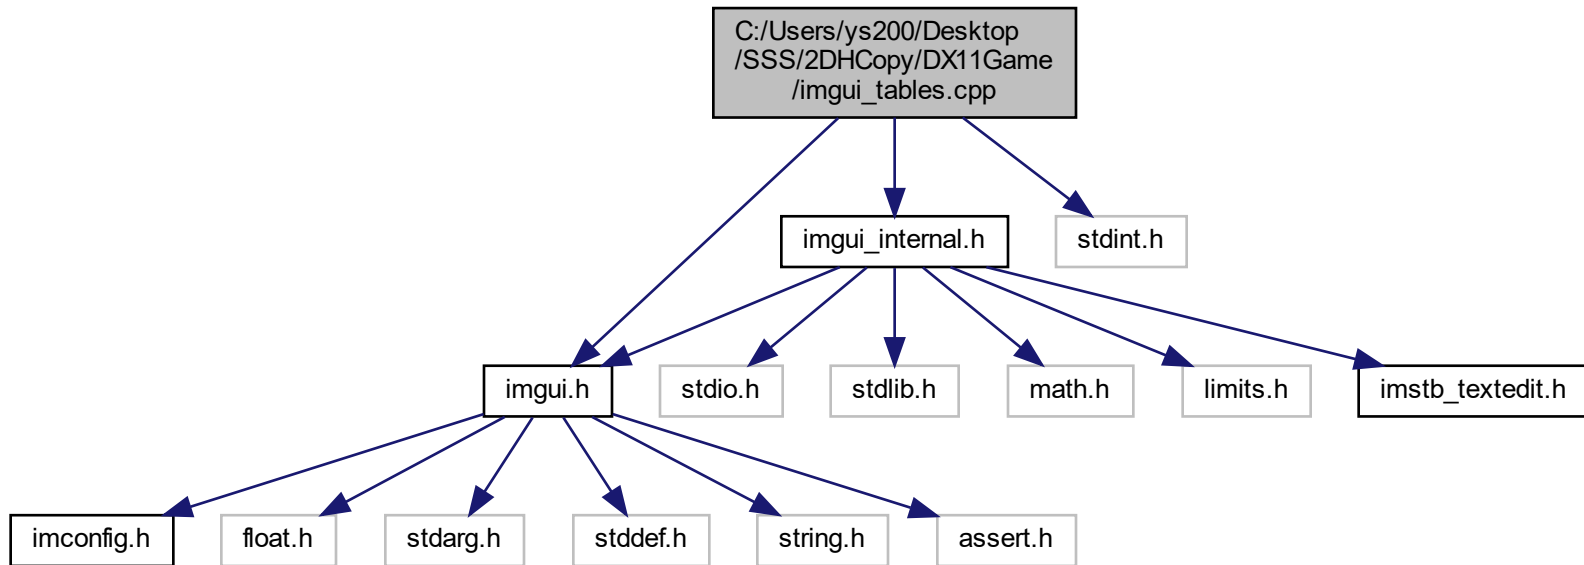 C:/Users/ys200/Desktop
/SSS/2DHCopy/DX11Game
/imgui_tables.cpp
imgui_internal.h
stdint.h
imgui.h
stdio.h
stdlib.h
math.h
limits.h
imstb_textedit.h
imconfig.h
float.h
stdarg.h
stddef.h
string.h
assert.h